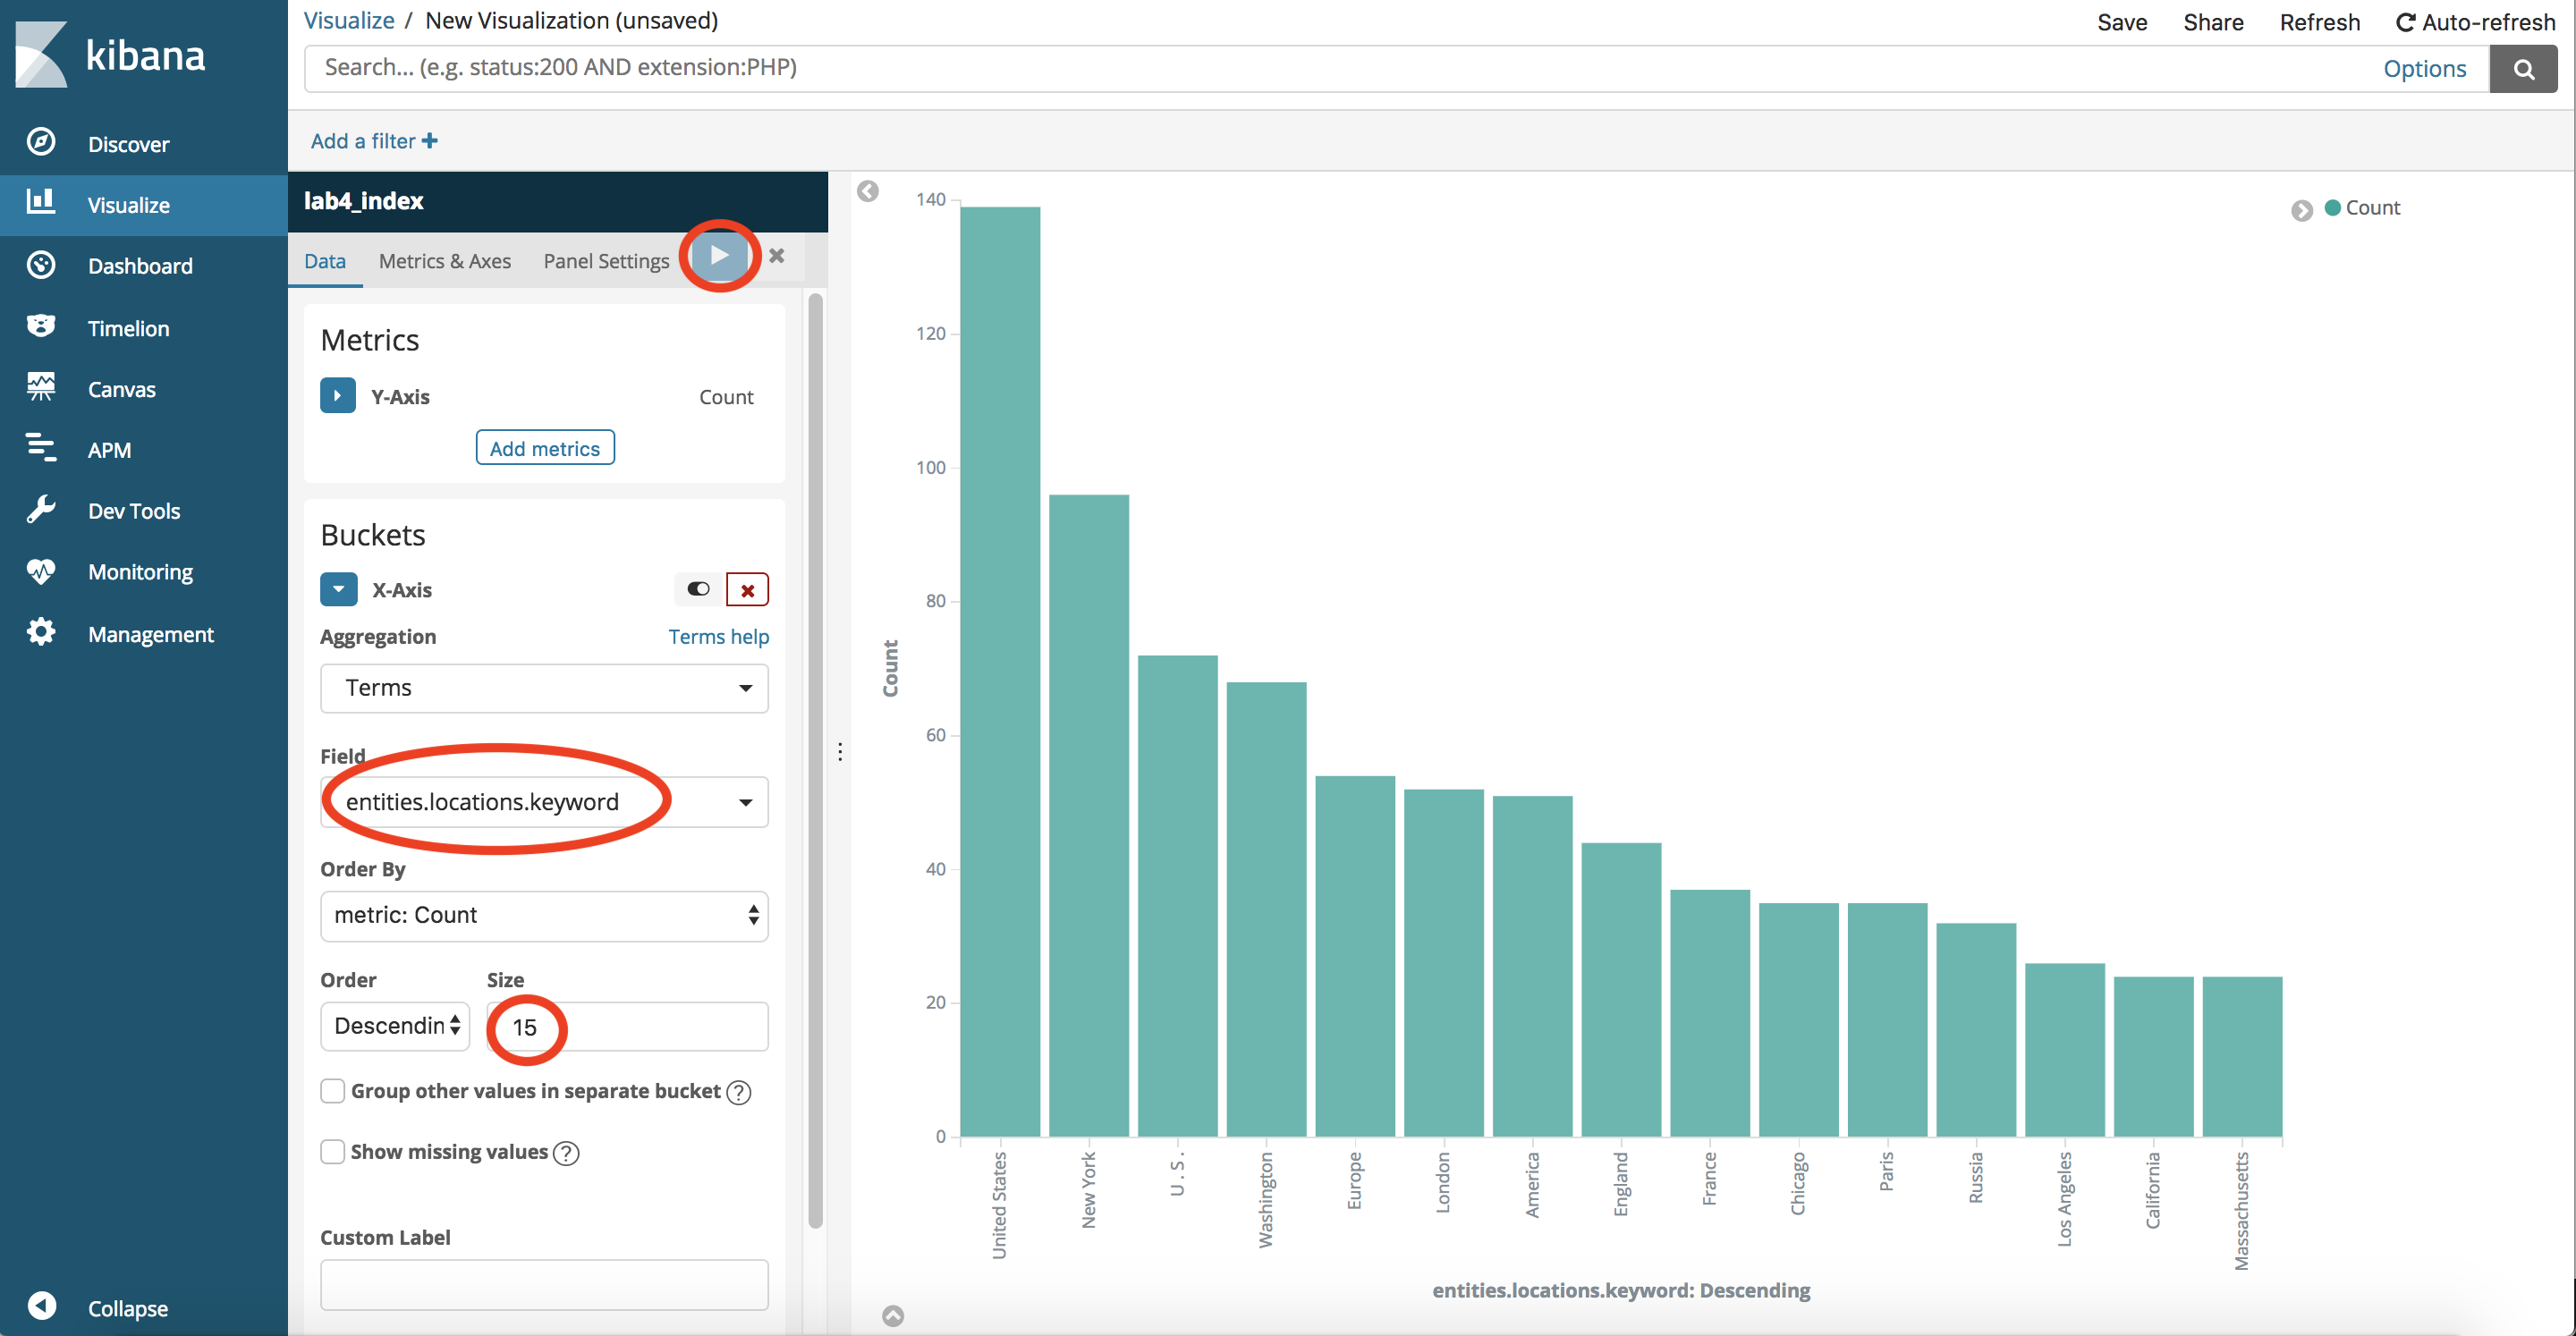 kibana
Discover
Visualize
Dashboard
Timelion
Canvas
APM
Dev Tools
Monitoring
Management
Collapse
Visualize / New Visualization (unsaved)
Save Share Refresh Auto-refresh
Search... (e.g. status:200 AND extension:PHP)
Options
Add a filter
lab4_index
Data Metrics & Axes Panel Settings
Metrics
Y-Axis Count
Add metrics
Buckets
X-Axis
Aggregation Terms help
Terms
Field
entities.locations.keyword
Order By
metric: Count
Order Size
Descendin 15
Group other values in separate bucket ?
Show missing values ?
Custom Label
Count
140
120
100
80
60
40
20
0
Count
United States
New York
U . S .
Washington
Europe
London
America
England
France
Chicago
Paris
Russia
Los Angeles
California
Massachusetts
entities.locations.keyword: Descending